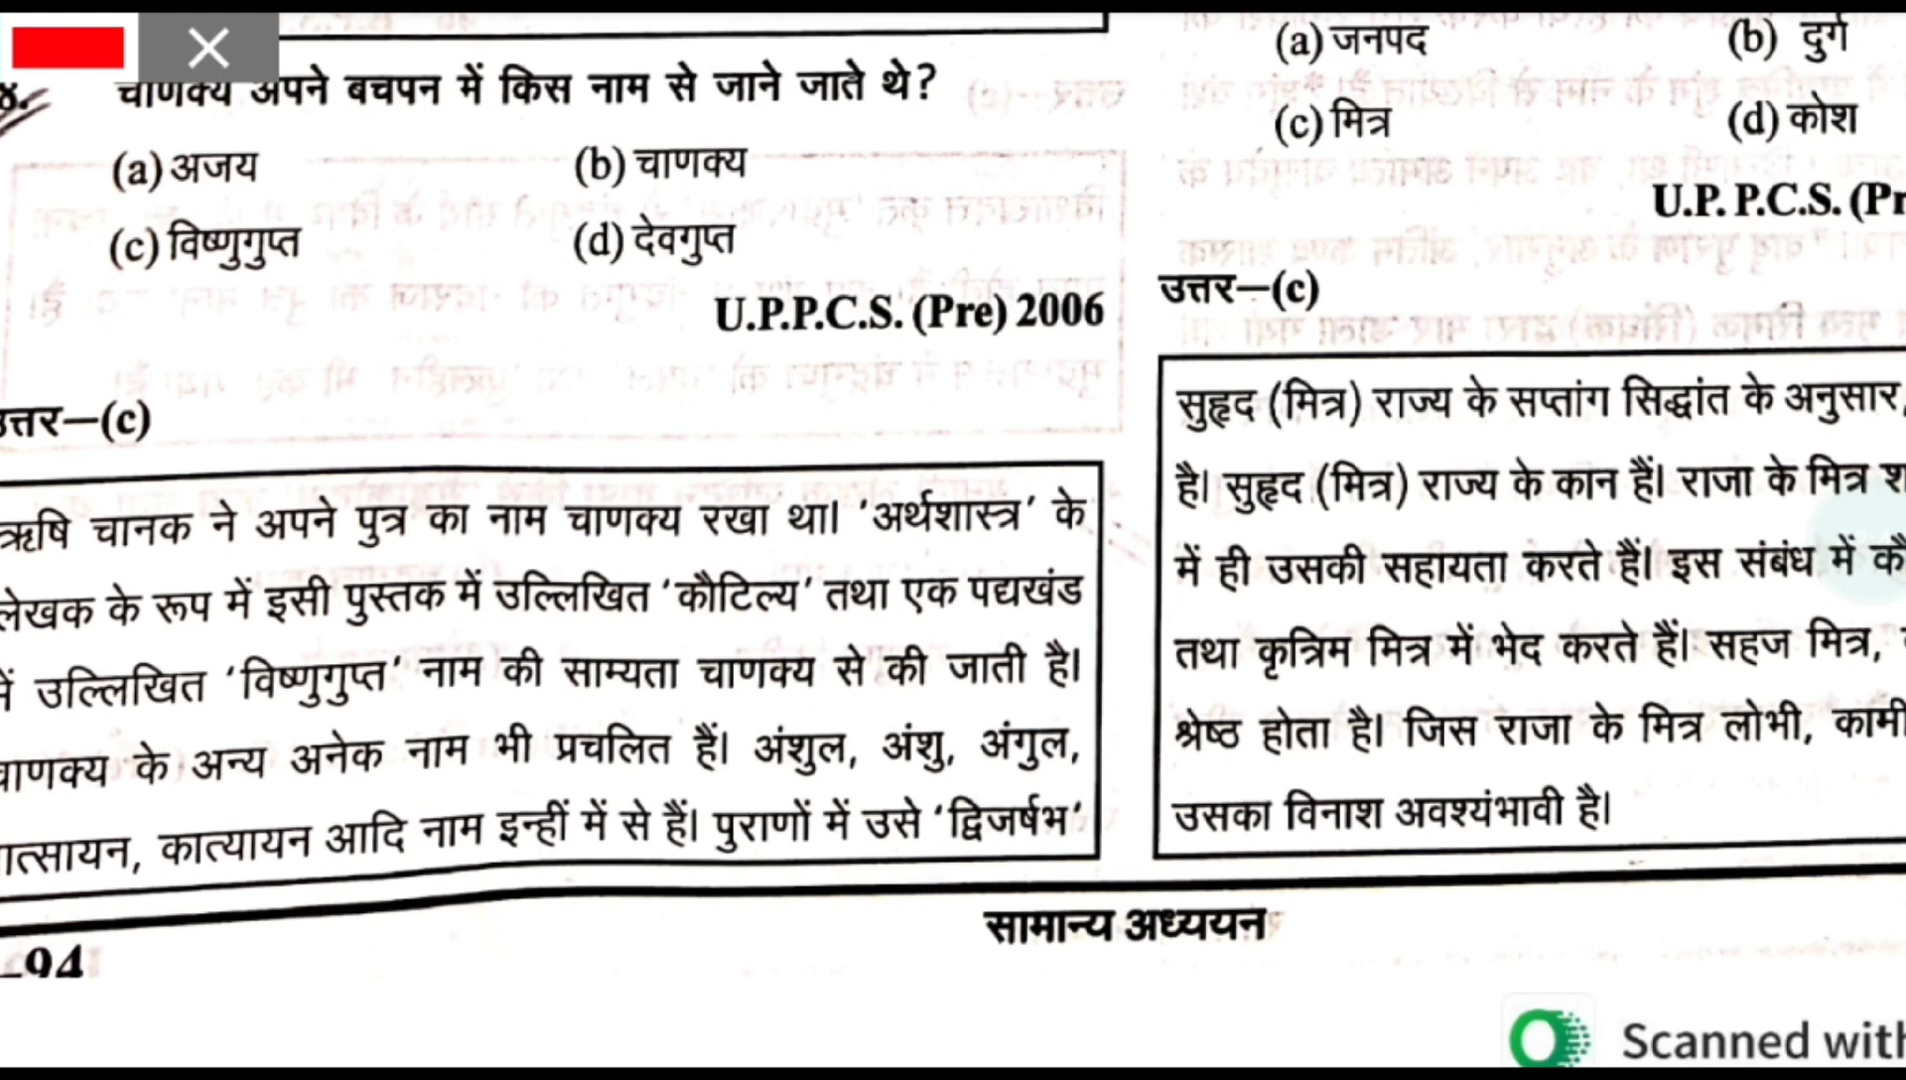 चाणक्य अपने बचपन में किस नाम से जाने जाते थे?
(a) अजय (b) चाणक्य
(c) विष्णुगुप्त (d) देवगुप्त
U.P.P.C.S. (Pre) 2006
उत्तर—(c)
ऋषि चानक ने अपने पुत्र का नाम चाणक्य रखा था। ‘अर्थशास्त्र’ के
लेखक के रूप में इसी पुस्तक में उल्लिखित ‘कौटिल्य’ तथा एक पद्यखंड
में उल्लिखित ‘विष्णुगुप्त’ नाम की साम्यता चाणक्य से की जाती है।
चाणक्य के अन्य अनेक नाम भी प्रचलित हैं। अंशुल, अंशु, अंगुल,
वात्सायन, कात्यायन आदि नाम इन्हीं में से हैं। पुराणों में उसे ‘द्विजर्षभ‘
(a) जनपद (b) दुर्ग
(c) मित्र (d) कोश
U.P. P.C.S. (Pr
उत्तर—(c)
सुहृद (मित्र) राज्य के सप्तांग सिद्धांत के अनुसार,
है। सुहृद (मित्र) राज्य के कान हैं। राजा के मित्र श
में ही उसकी सहायता करते हैं। इस संबंध में कौ
तथा कृत्रिम मित्र में भेद करते हैं। सहज मित्र,
श्रेष्ठ होता है। जिस राजा के मित्र लोभी, कामी
उसका विनाश अवश्यंभावी है।
सामान्य अध्ययन
94
Scanned with